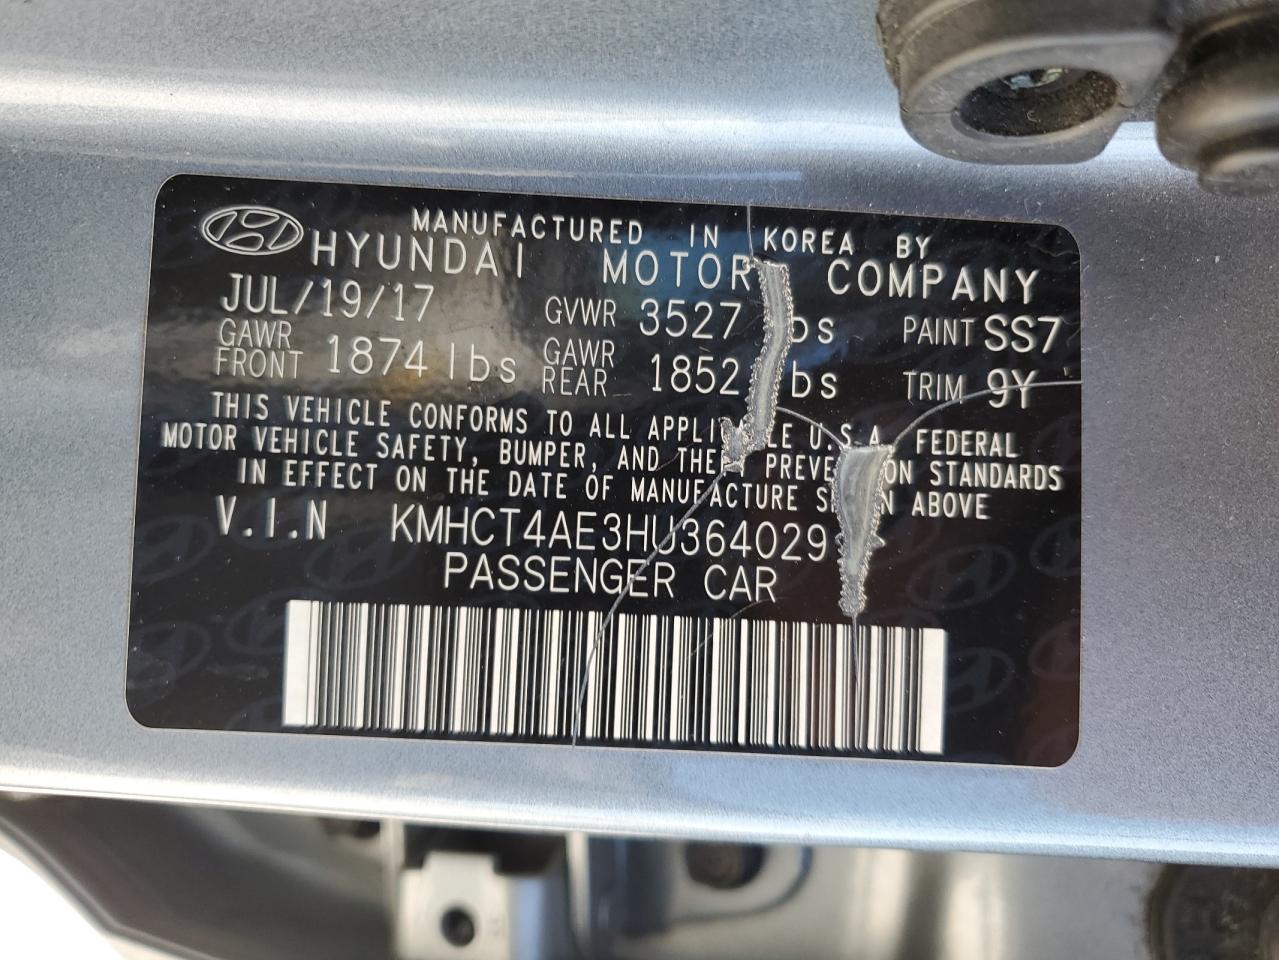 MANUFACTURED IN KOREA BY
HYUNDAI MOTOR COMPANY
JUL/19/17 GVWR 3527 lbs PAINT SS7
GAWR FRONT 1874 lbs GAWR REAR 1852 lbs TRIM 9Y
THIS VEHICLE CONFORMS TO ALL APPLICABLE U.S.A. FEDERAL
MOTOR VEHICLE SAFETY, BUMPER, AND THEFT PREVENTION STANDARDS
IN EFFECT ON THE DATE OF MANUFACTURE SHOWN ABOVE
V.I.N KMHCT4AE3HU364029
PASSENGER CAR